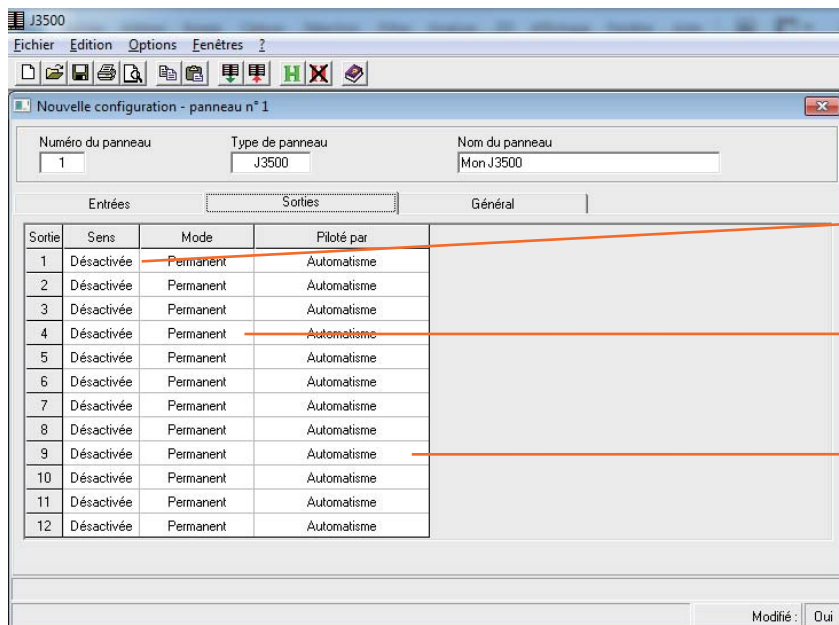 J3500
Fichier Edition Options Fenêtres ?
Nouvelle configuration - panneau n° 1
Numéro du panneau Type de panneau Nom du panneau
1 J3500 Mon J3500
Entrées Sorties Général
Sortie Sens Mode Piloté par
1 Désactivée Permanent Automatisme
2 Désactivée Permanent Automatisme
3 Désactivée Permanent Automatisme
4 Désactivée Permanent Automatisme
5 Désactivée Permanent Automatisme
6 Désactivée Permanent Automatisme
7 Désactivée Permanent Automatisme
8 Désactivée Permanent Automatisme
9 Désactivée Permanent Automatisme
10 Désactivée Permanent Automatisme
11 Désactivée Permanent Automatisme
12 Désactivée Permanent Automatisme
Modifié : Oui